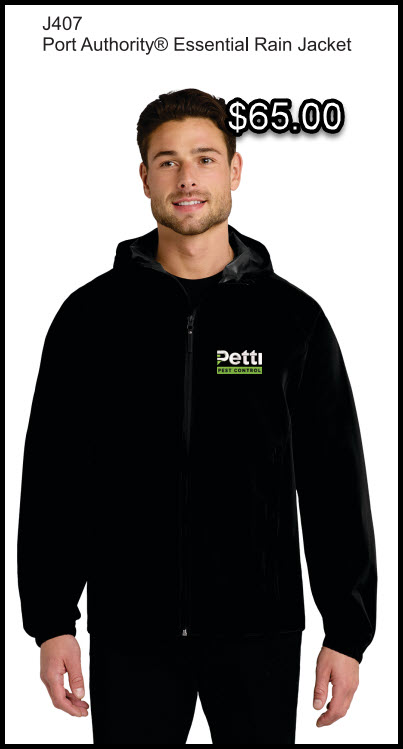 J407
Port Authority® Essential Rain Jacket
$65.00
Petti
PEST CONTROL